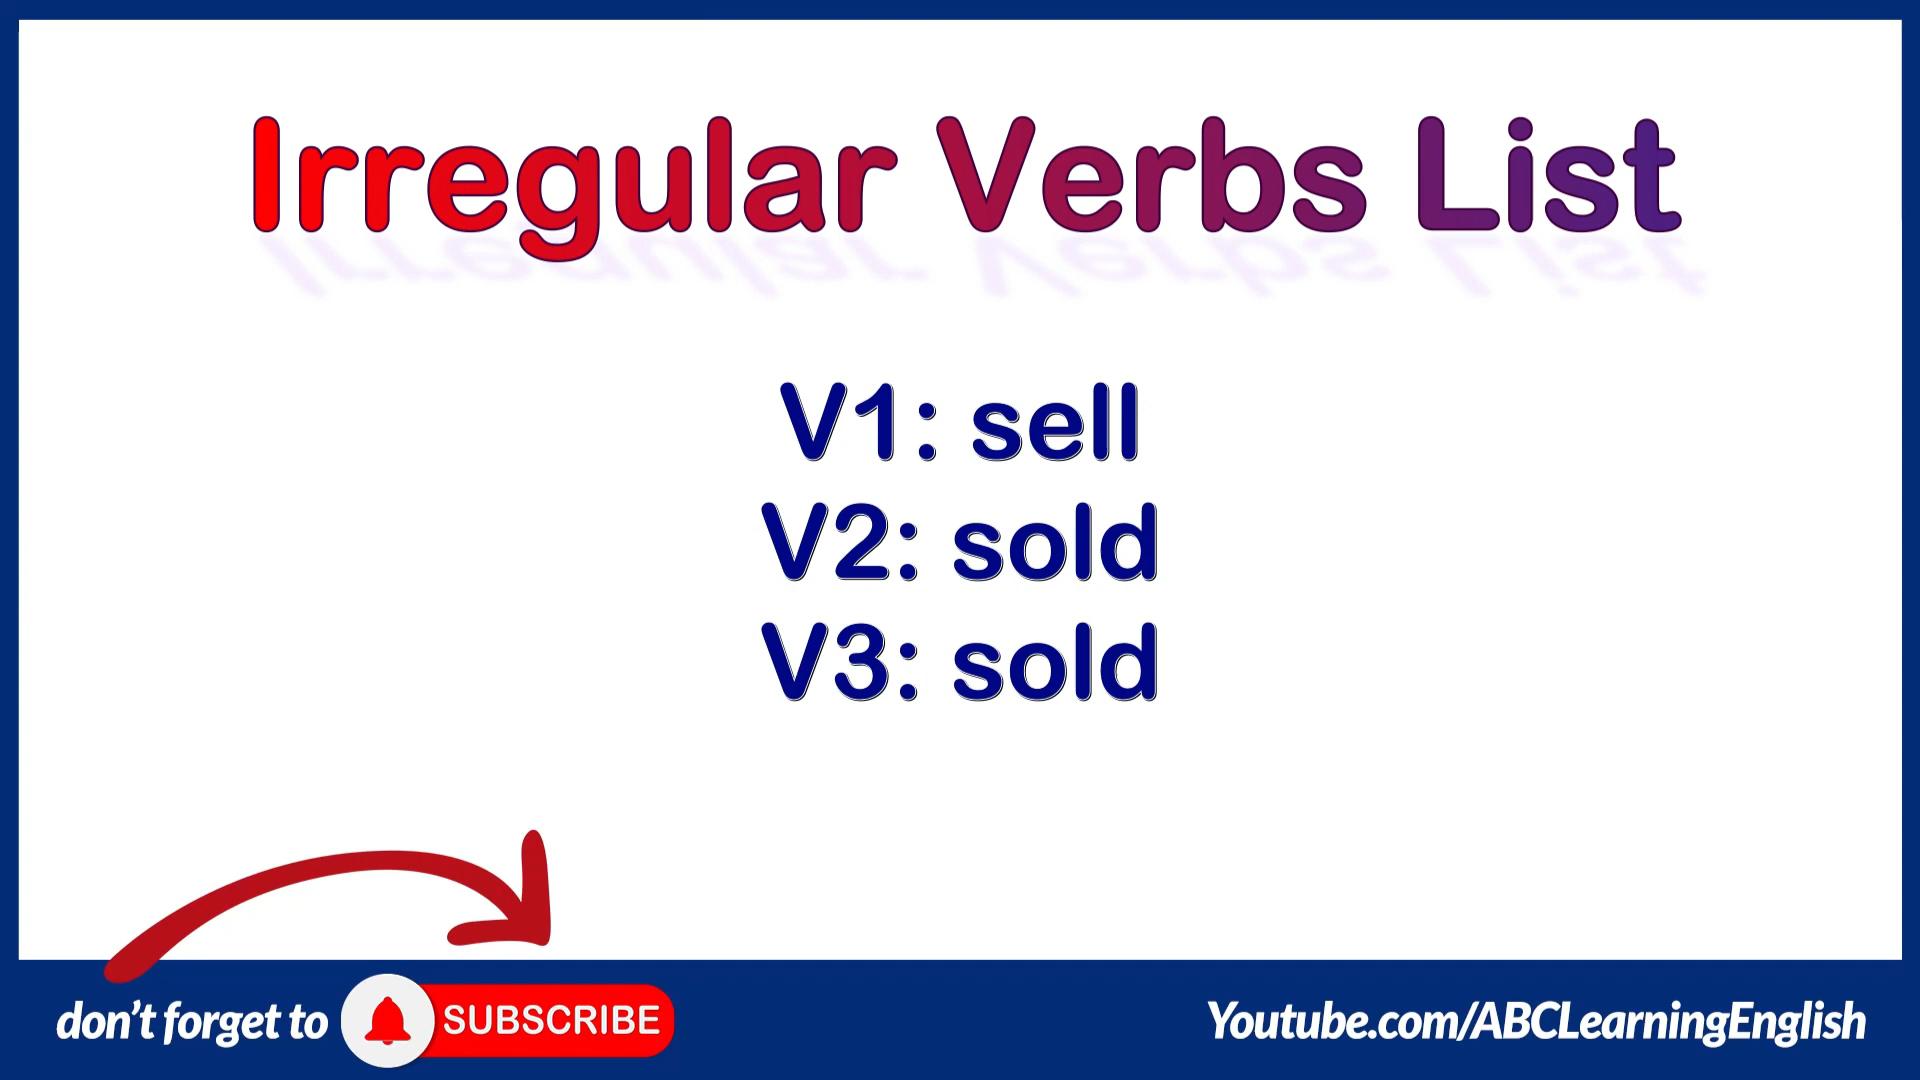 Irregular Verbs List
V1: sell
V2: sold
V3: sold
don't forget to SUBSCRIBE
Youtube.com/ABCLearningEnglish